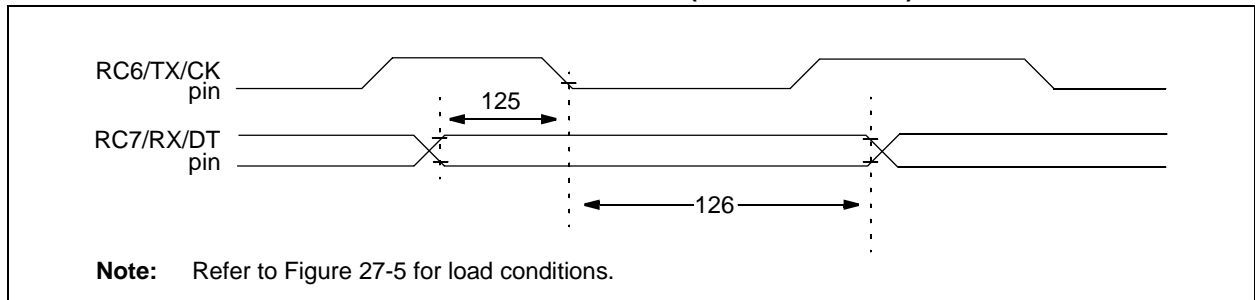 RC6/TX/CK
pin
125
RC7/RX/DT
pin
126
Note: Refer to Figure 27-5 for load conditions.